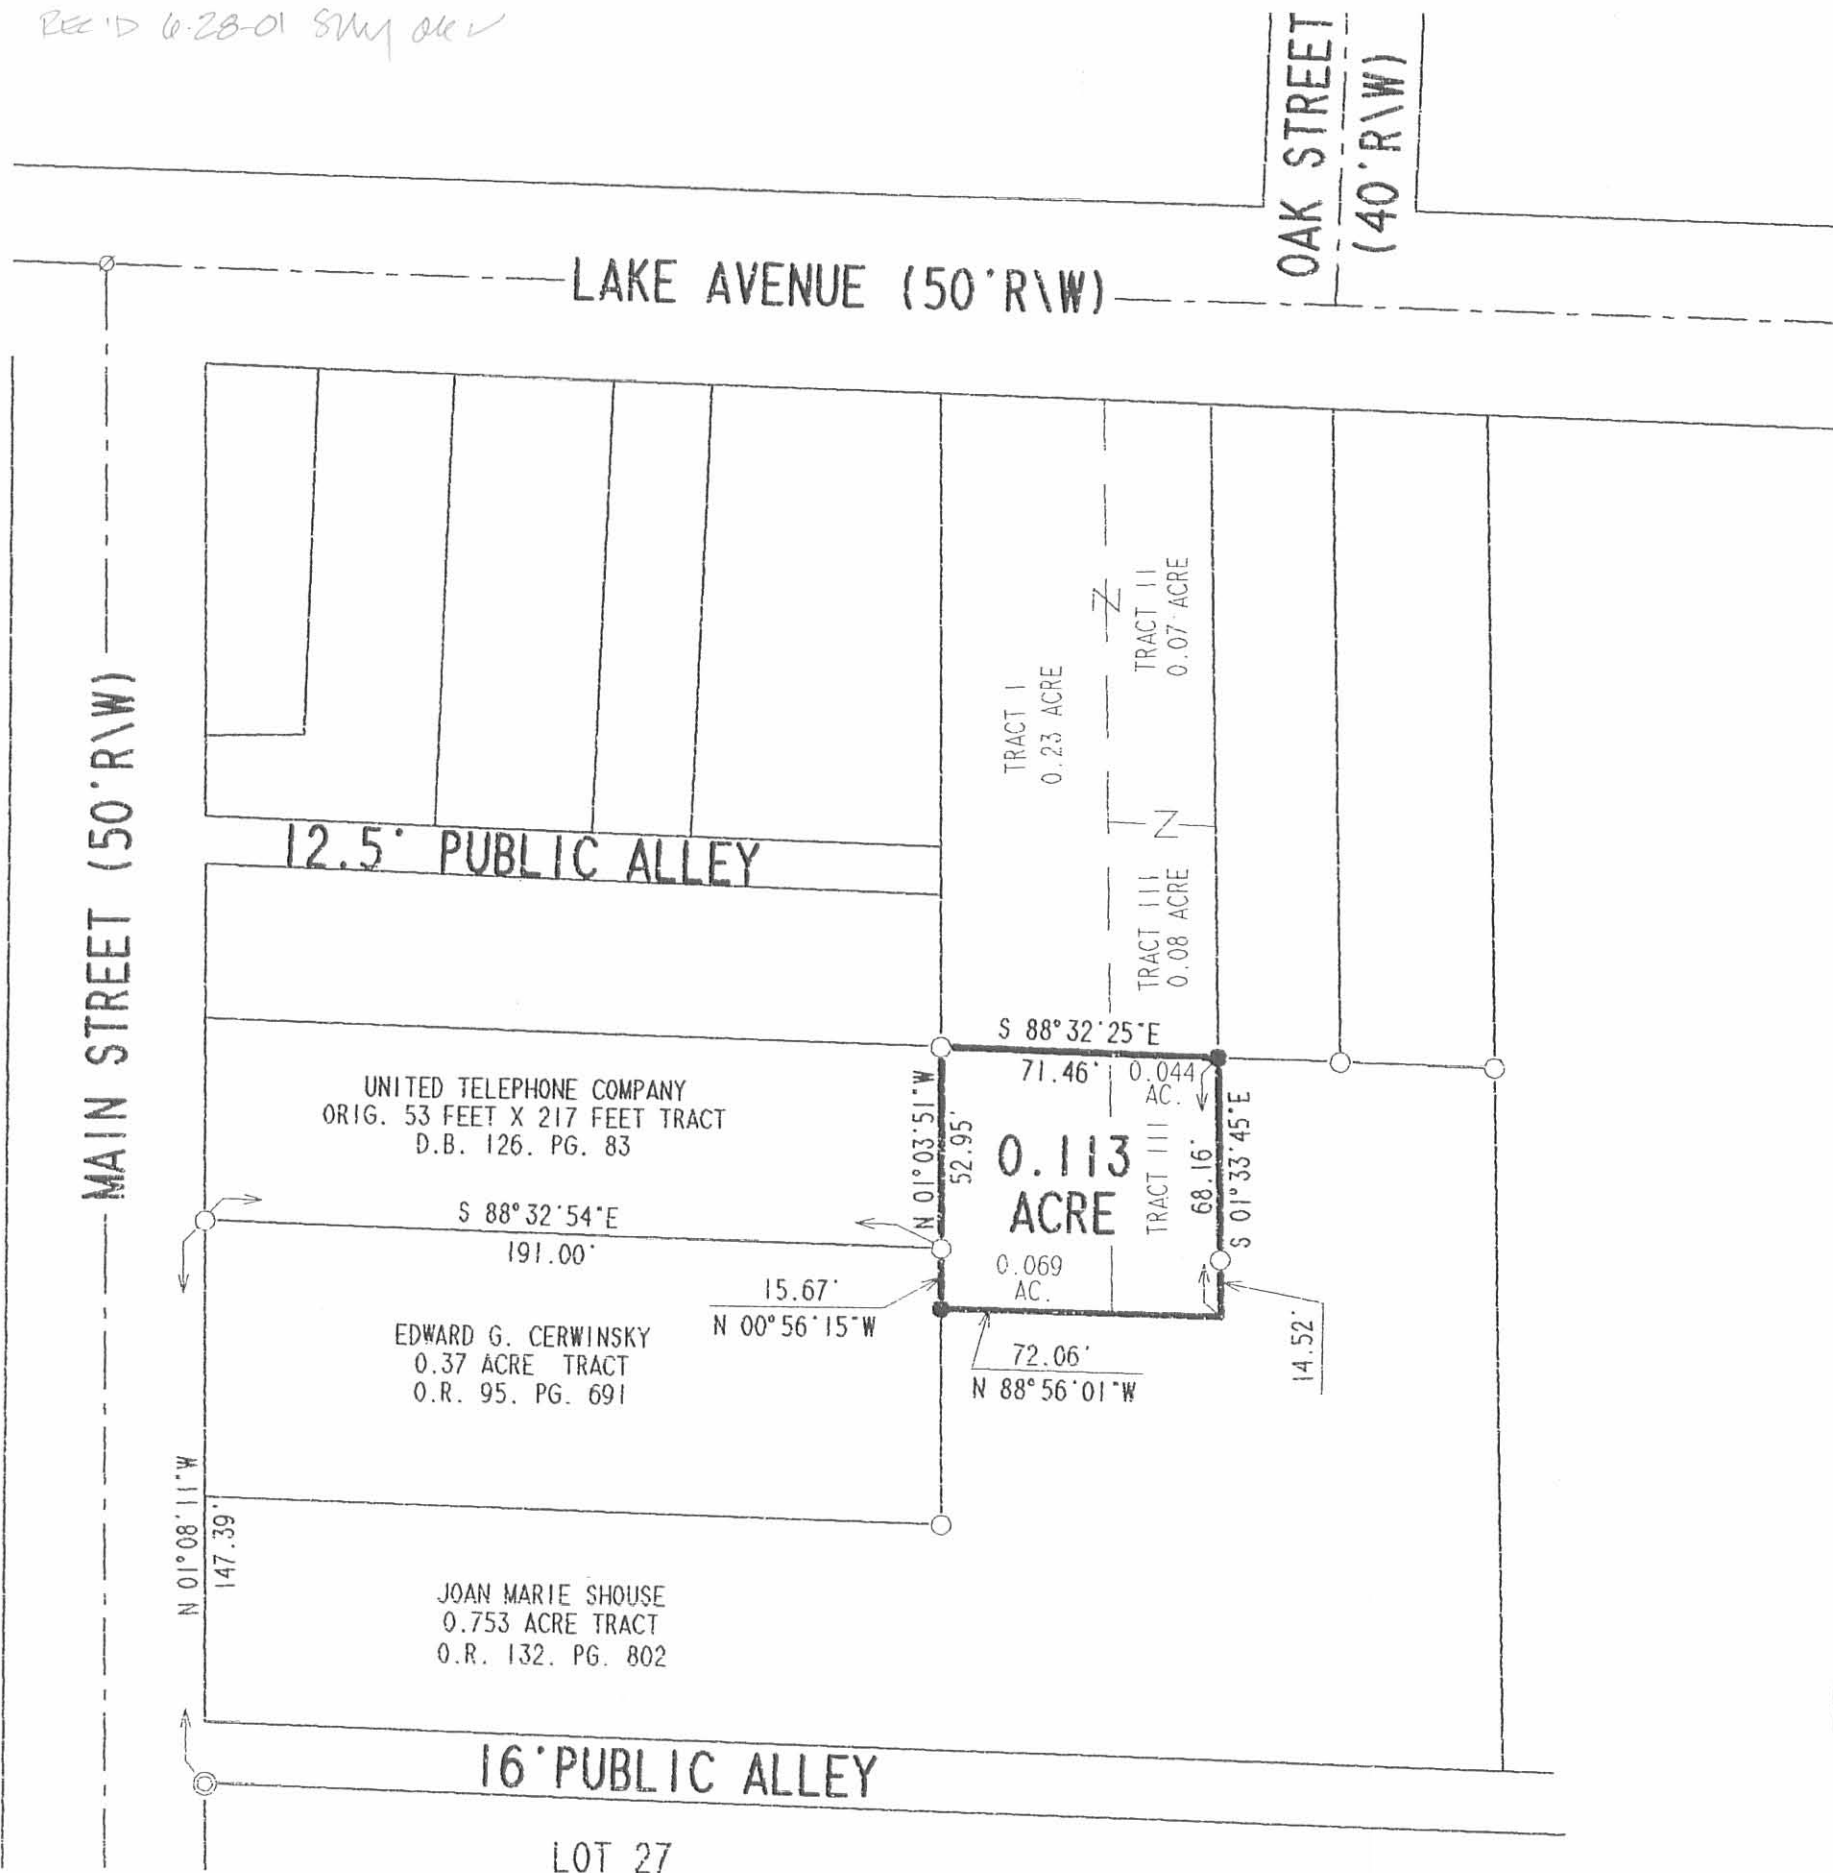 REC'D 6-28-01
OAK STREET
(40'R\W)
LAKE AVENUE (50'R\W)
MAIN STREET (50'R\W)
TRACT I
0.23 ACRE
TRACT II
0.07 ACRE
TRACT III
0.08 ACRE
12.5' PUBLIC ALLEY
S 88°32'25"E
71.46'
0.044
AC.
UNITED TELEPHONE COMPANY
ORIG. 53 FEET X 217 FEET TRACT
D.B. 126. PG. 83
N 01°03'51"W
52.95'
0.113
ACRE
TRACT III
68.16'
S 01°33'45"E
S 88°32'54"E
191.00'
0.069
AC.
15.67'
N 00°56'15"W
14.52'
72.06'
N 88°56'01"W
EDWARD G. CERWINSKY
0.37 ACRE TRACT
O.R. 95. PG. 691
N 01°08'11"W
147.39'
JOAN MARIE SHOUSE
0.753 ACRE TRACT
O.R. 132. PG. 802
16'PUBLIC ALLEY
LOT 27